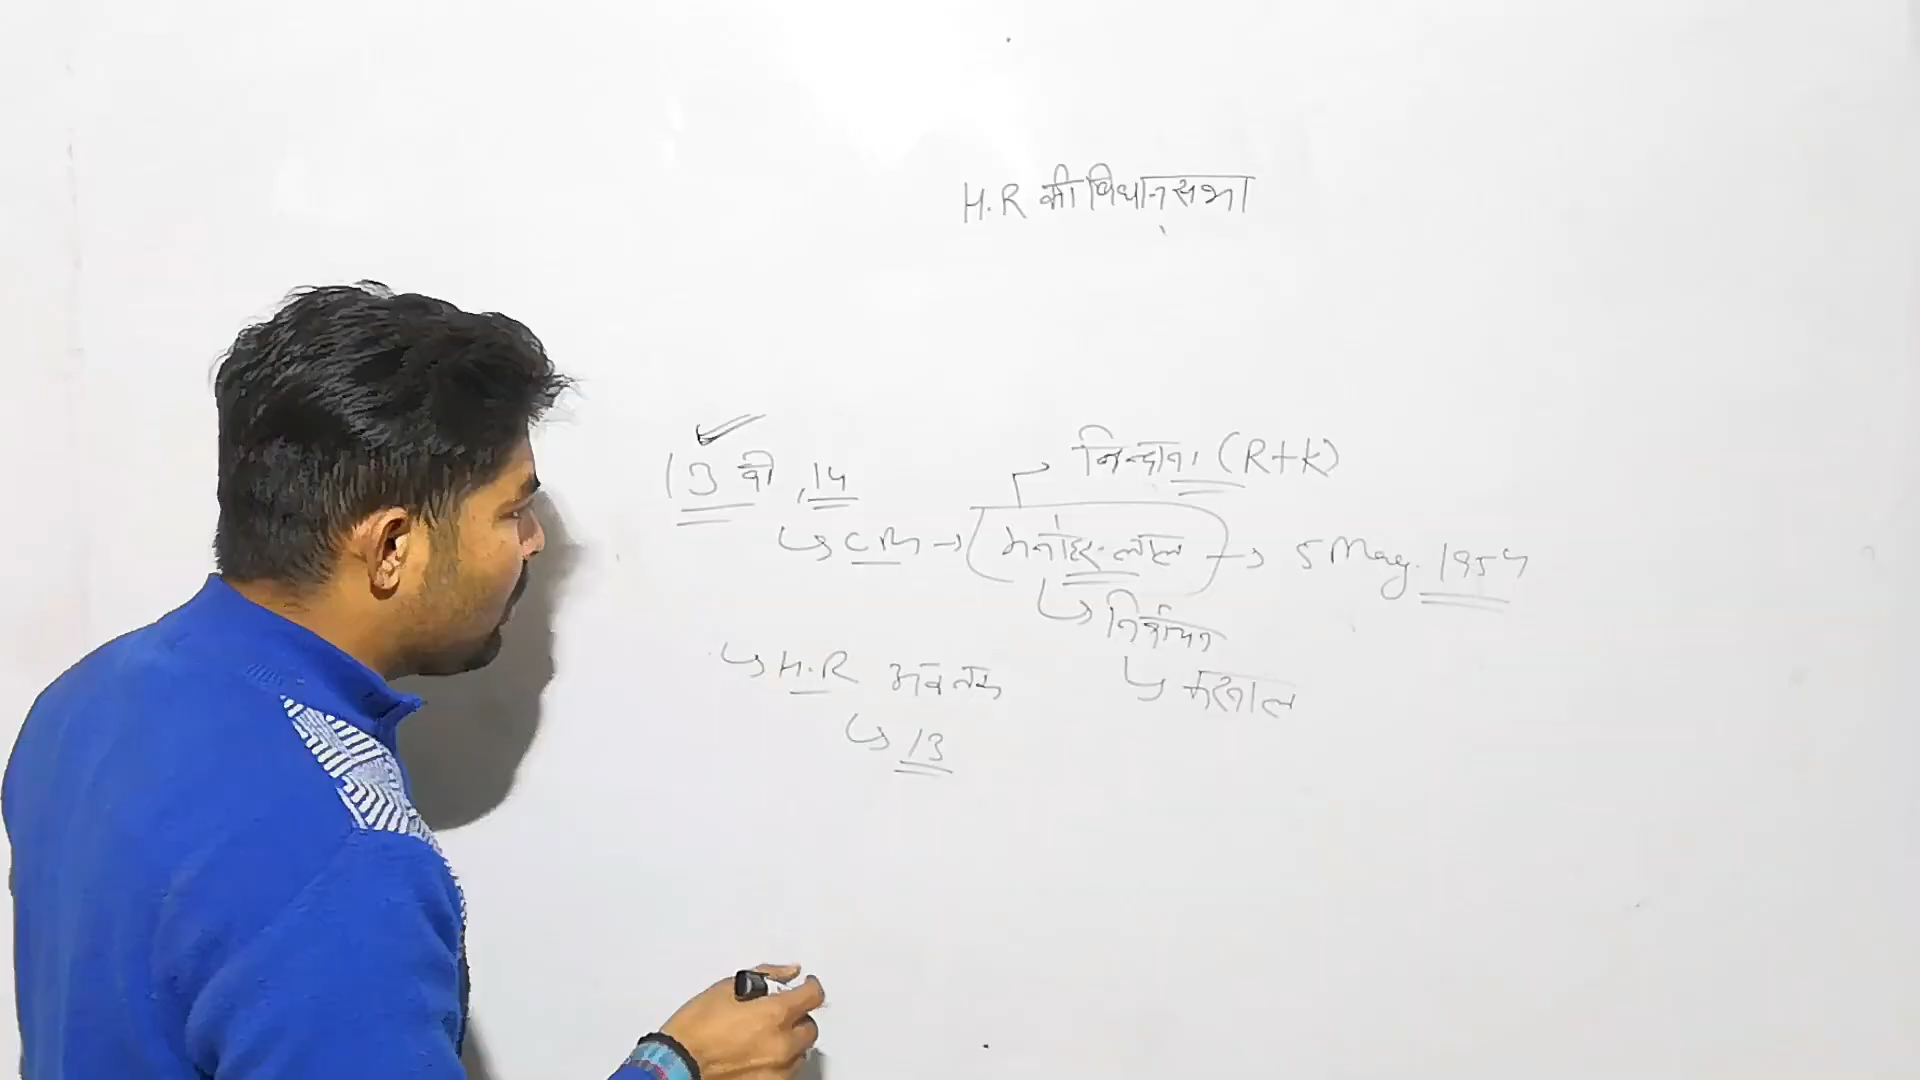 H.R की विधानसभा
13 वी, 14
निन्दाना (R+K)
↳ CM → मनोहर लाल → 5 May. 1954
↳ निर्वाचन
↳ H.R अब तक
↳ करनाल
↳ 13